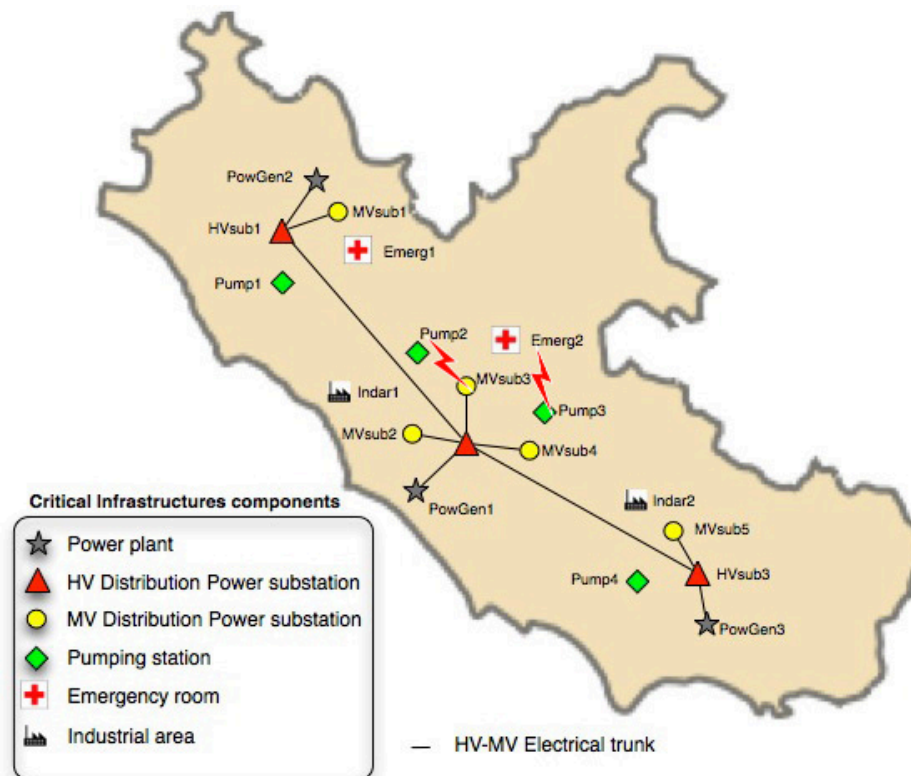 PowGen2
MVsub1
HVsub1
Emerg1
Pump1
Pump2
Emerg2
MVsub3
Indar1
Pump3
MVsub2
MVsub4
PowGen1
Indar2
MVsub5
Pump4
HVsub3
PowGen3
Critical Infrastructures components
Power plant
HV Distribution Power substation
MV Distribution Power substation
Pumping station
Emergency room
Industrial area
— HV-MV Electrical trunk